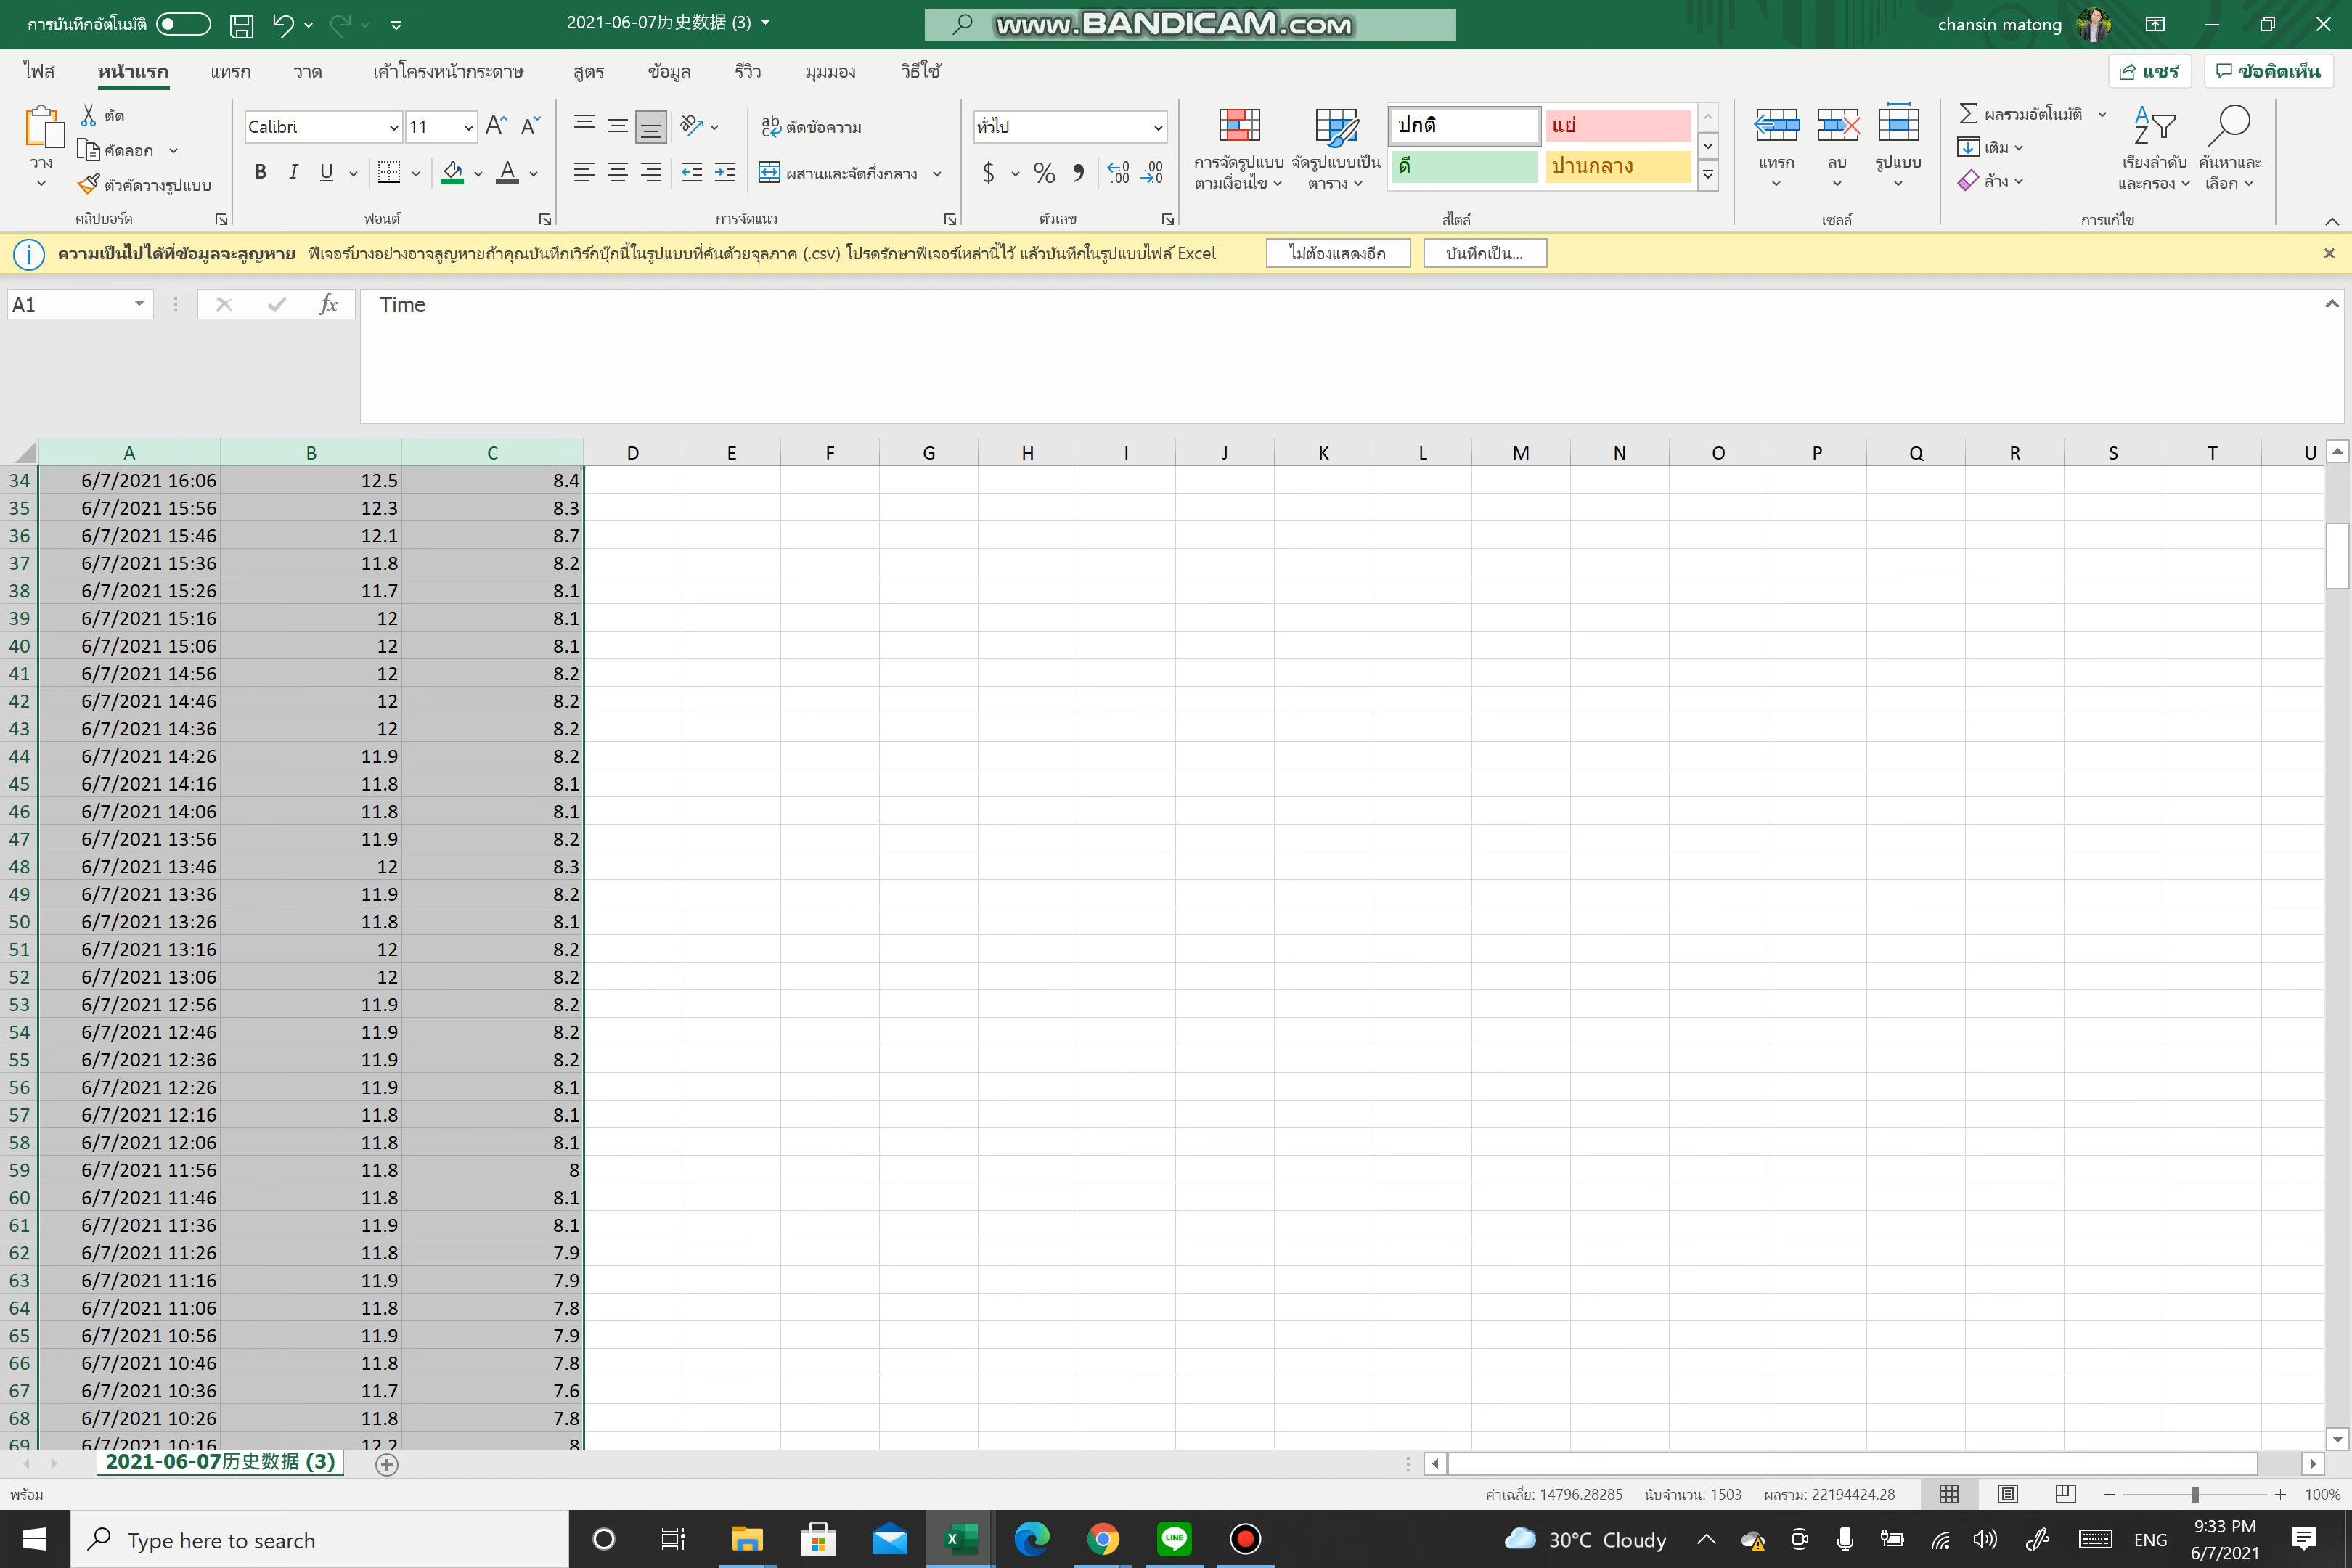 การบันทึกอัตโนมัติ 2021-06-07历史数据 (3) www.BANDICAM.com chansin matong
ไฟล์ หน้าแรก แทรก วาด เค้าโครงหน้ากระดาษ สูตร ข้อมูล รีวิว มุมมอง วิธีใช้ แชร์ ข้อคิดเห็น
วาง
ตัด
คัดลอก
ตัวคัดวางรูปแบบ
คลิปบอร์ด
Calibri 11
B I U
ฟอนต์
ตัดข้อความ
ผสานและจัดกึ่งกลาง
การจัดแนว
ทั่วไป
$ % ,
ตัวเลข
การจัดรูปแบบ
ตามเงื่อนไข
จัดรูปแบบเป็น
ตาราง
ปกติ แย่
ดี ปานกลาง
สไตล์
แทรก ลบ รูปแบบ
เซลล์
ผลรวมอัตโนมัติ
เติม
ล้าง
เรียงลำดับ
และกรอง
ค้นหาและ
เลือก
การแก้ไข
ความเป็นไปได้ที่ข้อมูลจะสูญหาย ฟีเจอร์บางอย่างอาจสูญหายถ้าคุณบันทึกเวิร์กบุ๊กนี้ในรูปแบบที่คั่นด้วยจุลภาค (.csv) โปรดรักษาฟีเจอร์เหล่านี้ไว้ แล้วบันทึกในรูปแบบไฟล์ Excel ไม่ต้องแสดงอีก บันทึกเป็น...
A1 fx Time
A B C D E F G H I J K L M N O P Q R S T U
34 6/7/2021 16:06 12.5 8.4
35 6/7/2021 15:56 12.3 8.3
36 6/7/2021 15:46 12.1 8.7
37 6/7/2021 15:36 11.8 8.2
38 6/7/2021 15:26 11.7 8.1
39 6/7/2021 15:16 12 8.1
40 6/7/2021 15:06 12 8.1
41 6/7/2021 14:56 12 8.2
42 6/7/2021 14:46 12 8.2
43 6/7/2021 14:36 12 8.2
44 6/7/2021 14:26 11.9 8.2
45 6/7/2021 14:16 11.8 8.1
46 6/7/2021 14:06 11.8 8.1
47 6/7/2021 13:56 11.9 8.2
48 6/7/2021 13:46 12 8.3
49 6/7/2021 13:36 11.9 8.2
50 6/7/2021 13:26 11.8 8.1
51 6/7/2021 13:16 12 8.2
52 6/7/2021 13:06 12 8.2
53 6/7/2021 12:56 11.9 8.2
54 6/7/2021 12:46 11.9 8.2
55 6/7/2021 12:36 11.9 8.2
56 6/7/2021 12:26 11.9 8.1
57 6/7/2021 12:16 11.8 8.1
58 6/7/2021 12:06 11.8 8.1
59 6/7/2021 11:56 11.8 8
60 6/7/2021 11:46 11.8 8.1
61 6/7/2021 11:36 11.9 8.1
62 6/7/2021 11:26 11.8 7.9
63 6/7/2021 11:16 11.9 7.9
64 6/7/2021 11:06 11.8 7.8
65 6/7/2021 10:56 11.9 7.9
66 6/7/2021 10:46 11.8 7.8
67 6/7/2021 10:36 11.7 7.6
68 6/7/2021 10:26 11.8 7.8
69 6/7/2021 10:16 12.2 8
2021-06-07历史数据 (3)
พร้อม ค่าเฉลี่ย: 14796.28285 นับจำนวน: 1503 ผลรวม: 22194424.28 100%
Type here to search 30°C Cloudy ENG 9:33 PM
6/7/2021